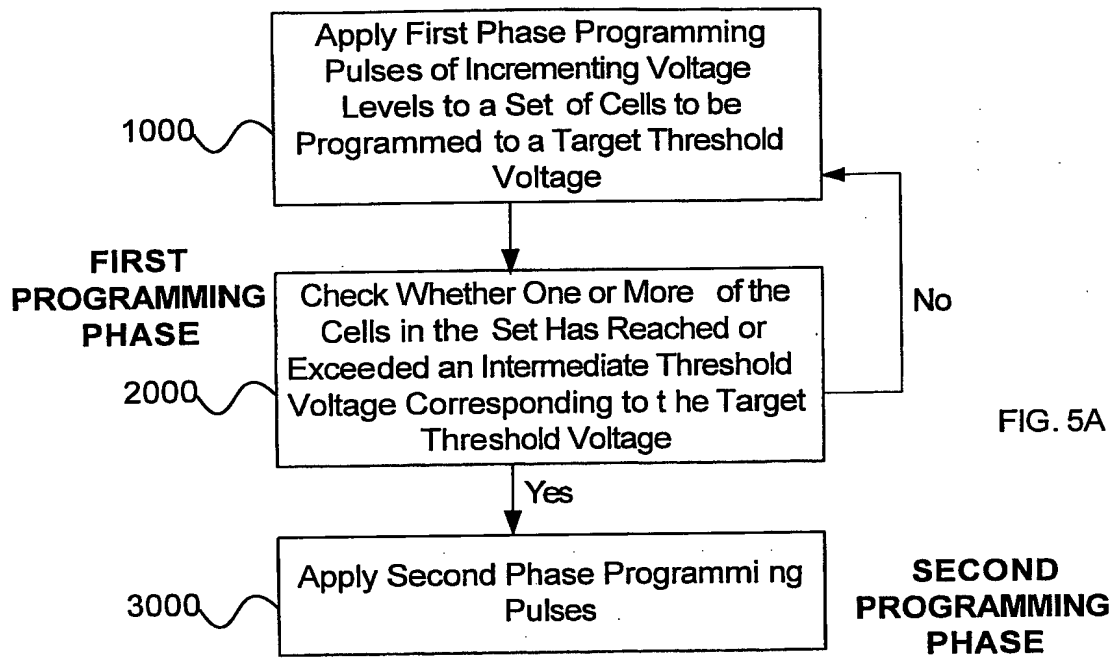 Apply First Phase Programming
Pulses of Incrementing Voltage
Levels to a Set of Cells to be
Programmed to a Target Threshold
Voltage
1000
FIRST
PROGRAMMING
PHASE
Check Whether One or More of the
Cells in the Set Has Reached or
Exceeded an Intermediate Threshold
Voltage Corresponding to t he Target
Threshold Voltage
2000
No
FIG. 5A
Yes
Apply Second Phase Programmi ng
Pulses
3000
SECOND
PROGRAMMING
PHASE